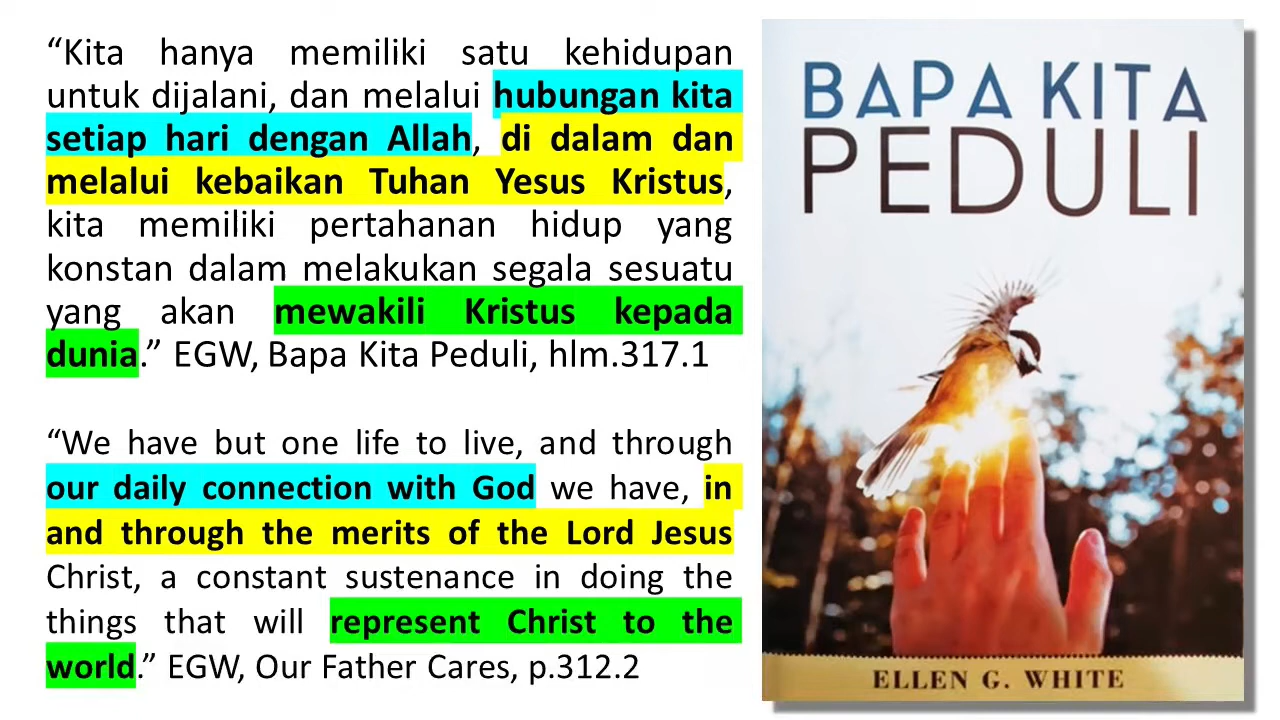 “Kita hanya memiliki satu kehidupan
untuk dijalani, dan melalui hubungan kita
setiap hari dengan Allah, di dalam dan
melalui kebaikan Tuhan Yesus Kristus,
kita memiliki pertahanan hidup yang
konstan dalam melakukan segala sesuatu
yang akan mewakili Kristus kepada
dunia.” EGW, Bapa Kita Peduli, hlm.317.1
“We have but one life to live, and through
our daily connection with God we have, in
and through the merits of the Lord Jesus
Christ, a constant sustenance in doing the
things that will represent Christ to the
world.” EGW, Our Father Cares, p.312.2
BAPA KITA
PEDULI
ELLEN G. WHITE